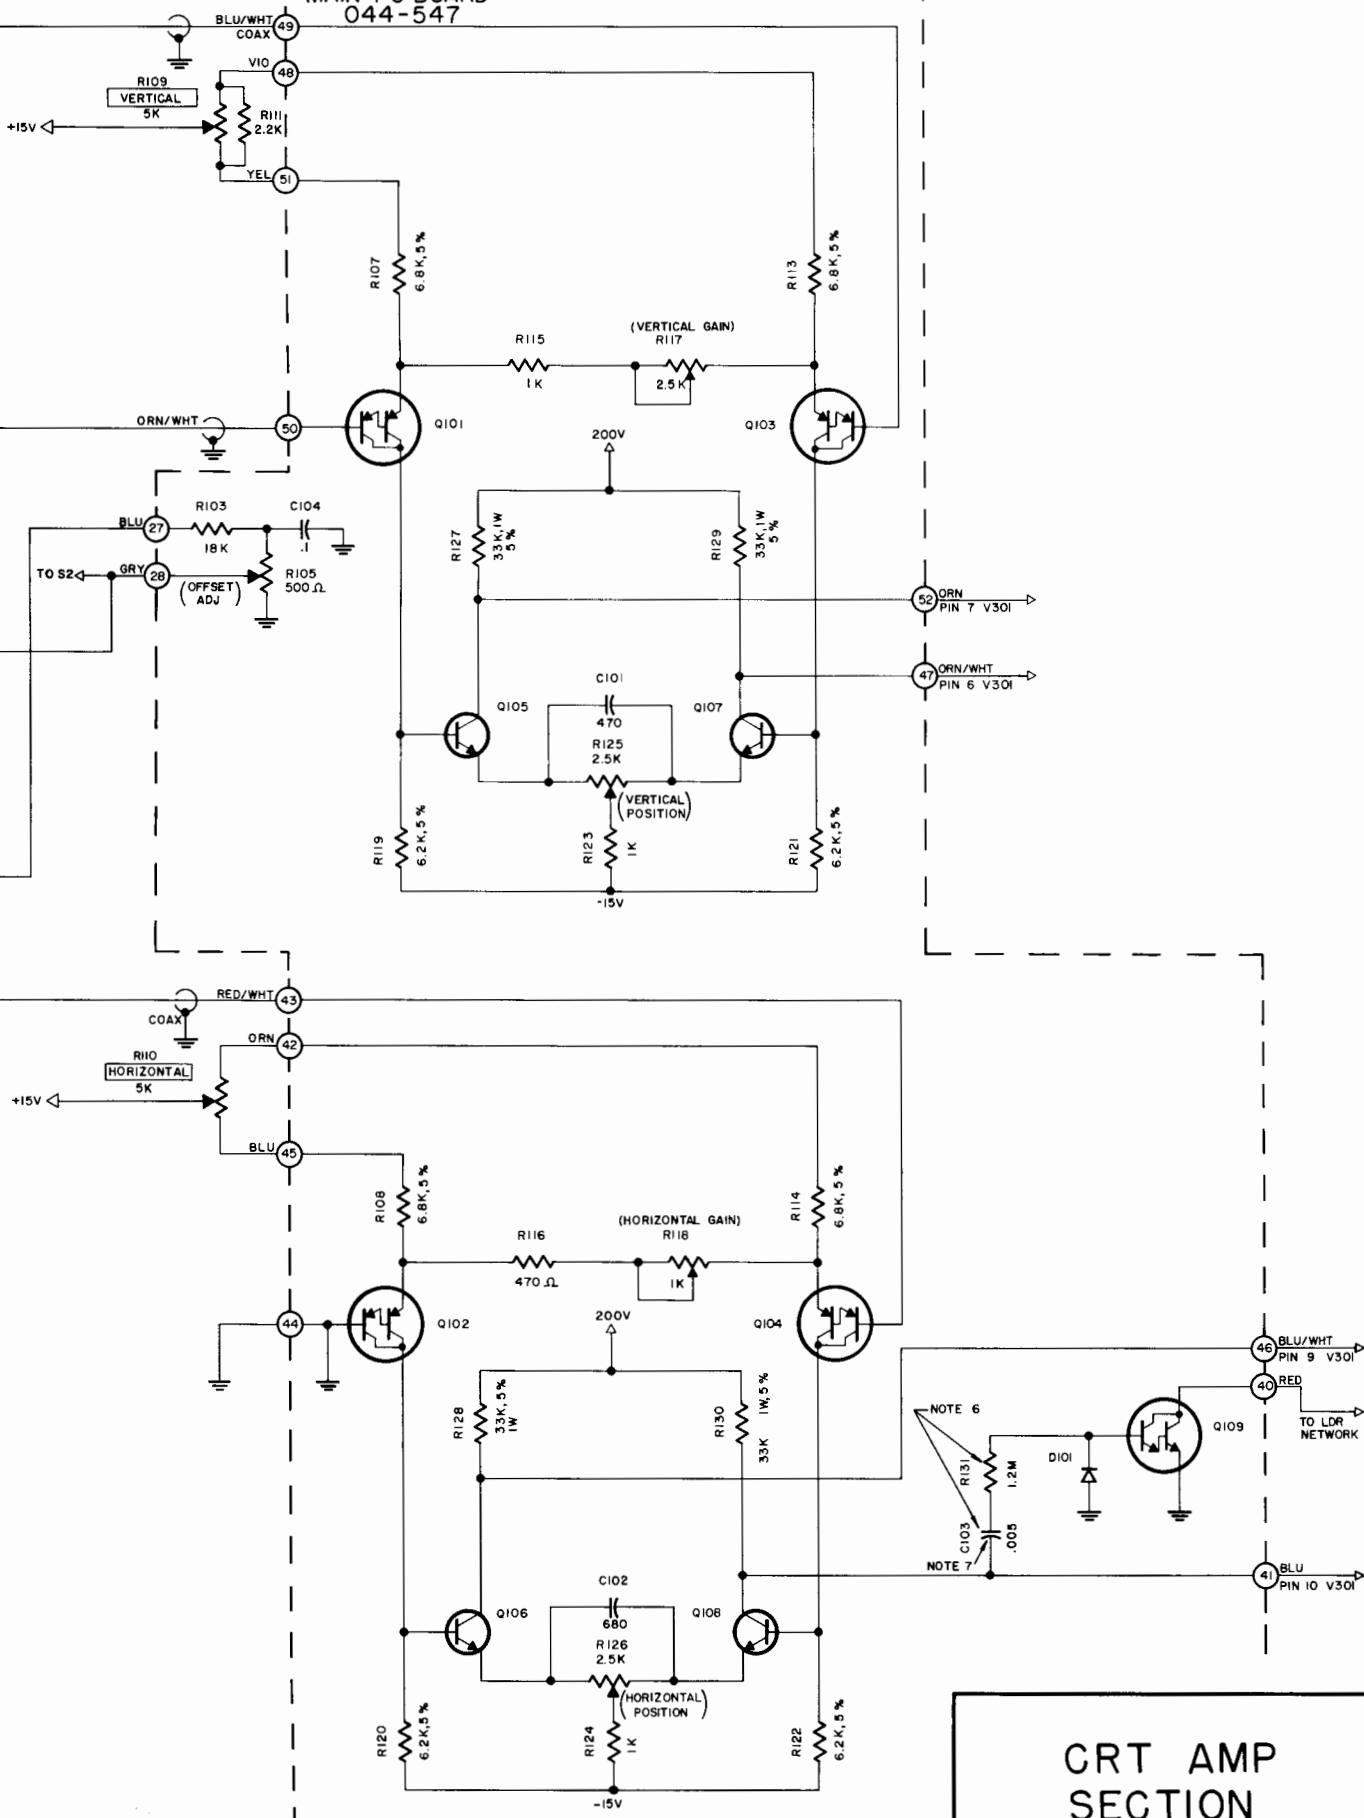 044-547
BLU/WHT
COAX
49
VIO
48
R109
VERTICAL
5K
+15V
R111
2.2K
YEL
51
R107
6.8K,5%
R113
6.8K,5%
R115
1K
(VERTICAL GAIN)
R117
2.5K
ORN/WHT
50
Q101
Q103
200V
BLU
27
R103
18K
C104
.1
TO S2
GRY
28
(OFFSET
ADJ)
R105
500Ω
R127
33K,1W
5%
R129
33K,1W
5%
52
ORN
PIN 7 V301
47
ORN/WHT
PIN 6 V301
Q105
C101
470
Q107
R125
2.5K
(VERTICAL
POSITION)
R119
6.2K,5%
R123
1K
R121
6.2K,5%
-15V
RED/WHT
43
COAX
ORN
42
R110
HORIZONTAL
5K
+15V
BLU
45
R108
6.8K,5%
R114
6.8K,5%
R116
470Ω
(HORIZONTAL GAIN)
R118
1K
44
Q102
Q104
200V
R128
33K,5%
1W
R130
33K 1W,5%
46
BLU/WHT
PIN 9 V301
40
RED
TO LDR
NETWORK
NOTE 6
Q109
D101
R131
1.2M
C103
.005
NOTE 7
41
BLU
PIN 10 V301
Q106
C102
680
Q108
R126
2.5K
(HORIZONTAL
POSITION)
R120
6.2K,5%
R124
1K
R122
6.2K,5%
-15V
CRT AMP
SECTION